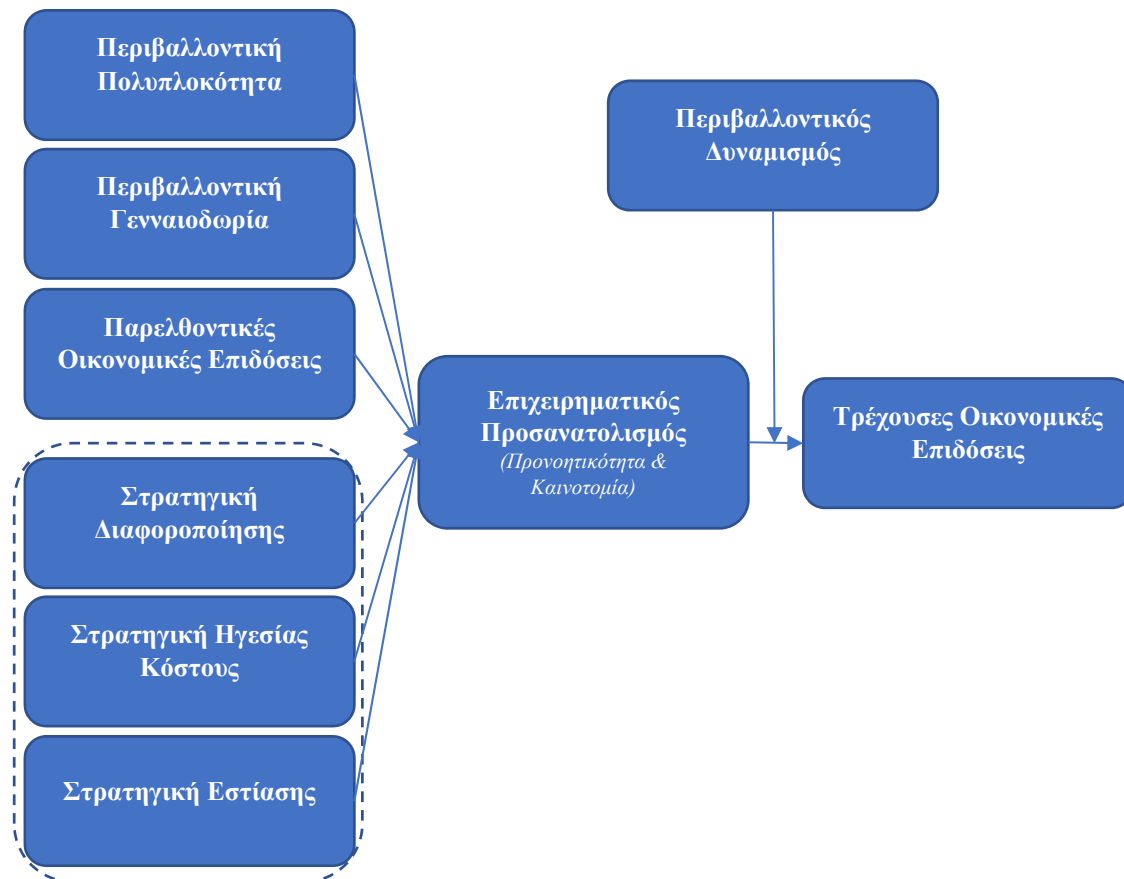 Περιβαλλοντική
Πολυπλοκότητα
Περιβαλλοντική
Γενναιοδωρία
Παρελθοντικές
Οικονομικές Επιδόσεις
Στρατηγική
Διαφοροποίησης
Στρατηγική Ηγεσίας
Κόστους
Στρατηγική Εστίασης
Επιχειρηματικός
Προσανατολισμός
(Προνοητικότητα &
Καινοτομία)
Περιβαλλοντικός
Δυναμισμός
Τρέχουσες Οικονομικές
Επιδόσεις